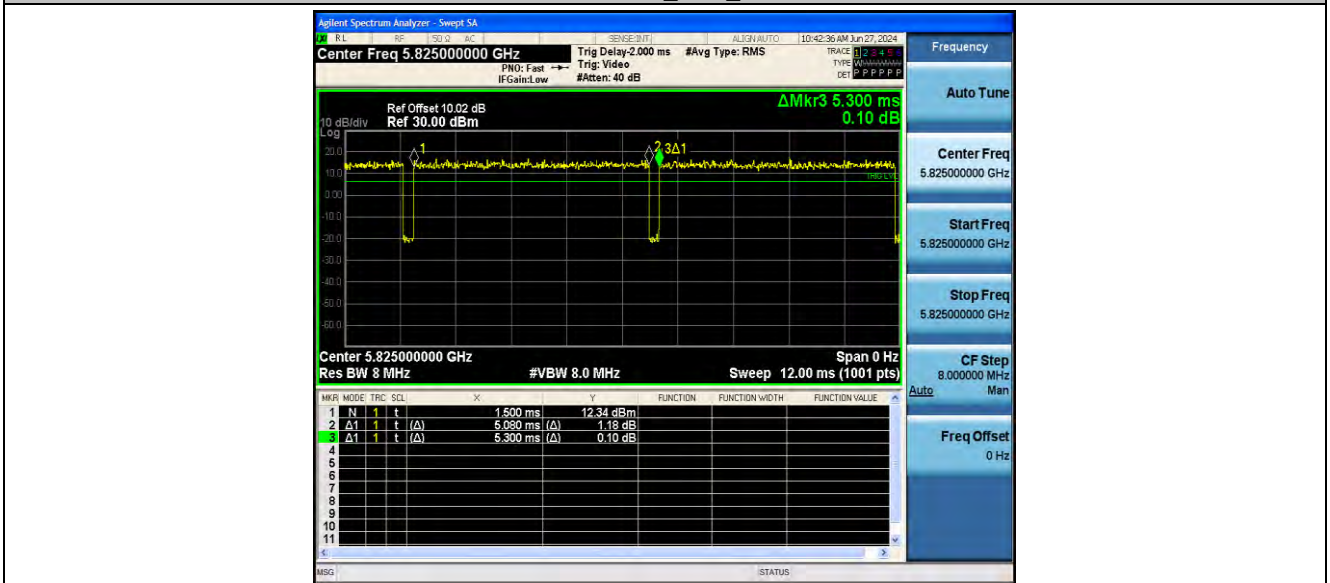 Agilent Spectrum Analyzer - Swept SA
RL RF 50 Ω AC SENSE:INT ALIGN AUTO 10:42:36 AM Jun 27, 2024
Center Freq 5.825000000 GHz Trig Delay-2.000 ms #Avg Type: RMS TRACE 1 2 3 4 5 6
PNO: Fast Trig: Video TYPE W
IFGain:Low #Atten: 40 dB DET P P P P P P
Frequency
Auto Tune
Center Freq
5.825000000 GHz
Start Freq
5.825000000 GHz
Stop Freq
5.825000000 GHz
CF Step
8.000000 MHz
Auto Man
Freq Offset
0 Hz
ΔMkr3 5.300 ms
0.10 dB
Ref Offset 10.02 dB
10 dB/div Ref 30.00 dBm
Log
20.0
10.0
0.00
-10.0
-20.0
-30.0
-40.0
-50.0
-60.0
1
2 3Δ1
TRIG LVL
Center 5.825000000 GHz Span 0 Hz
Res BW 8 MHz #VBW 8.0 MHz Sweep 12.00 ms (1001 pts)
MKR MODE TRC SCL X Y FUNCTION FUNCTION WIDTH FUNCTION VALUE
1 N 1 t 1.500 ms 12.34 dBm
2 Δ1 1 t (Δ) 5.080 ms (Δ) 1.18 dB
3 Δ1 1 t (Δ) 5.300 ms (Δ) 0.10 dB
4
5
6
7
8
9
10
11
MSG STATUS